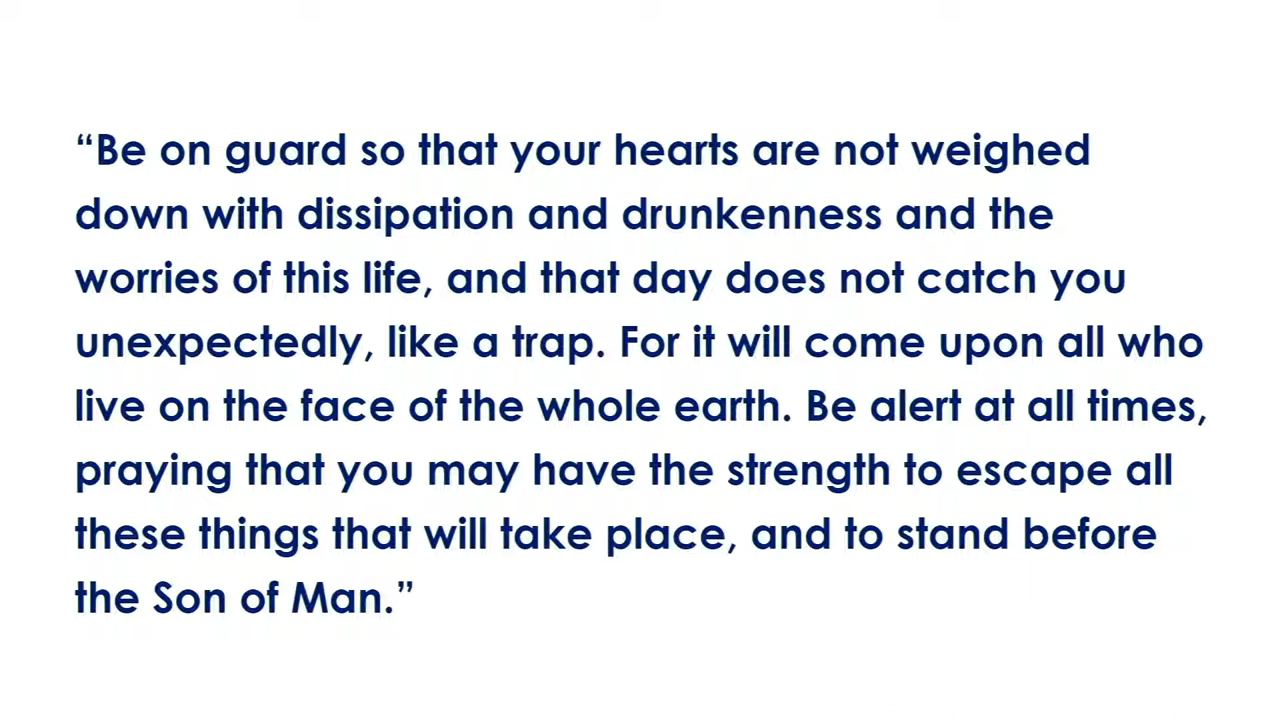 “Be on guard so that your hearts are not weighed
down with dissipation and drunkenness and the
worries of this life, and that day does not catch you
unexpectedly, like a trap. For it will come upon all who
live on the face of the whole earth. Be alert at all times,
praying that you may have the strength to escape all
these things that will take place, and to stand before
the Son of Man.”